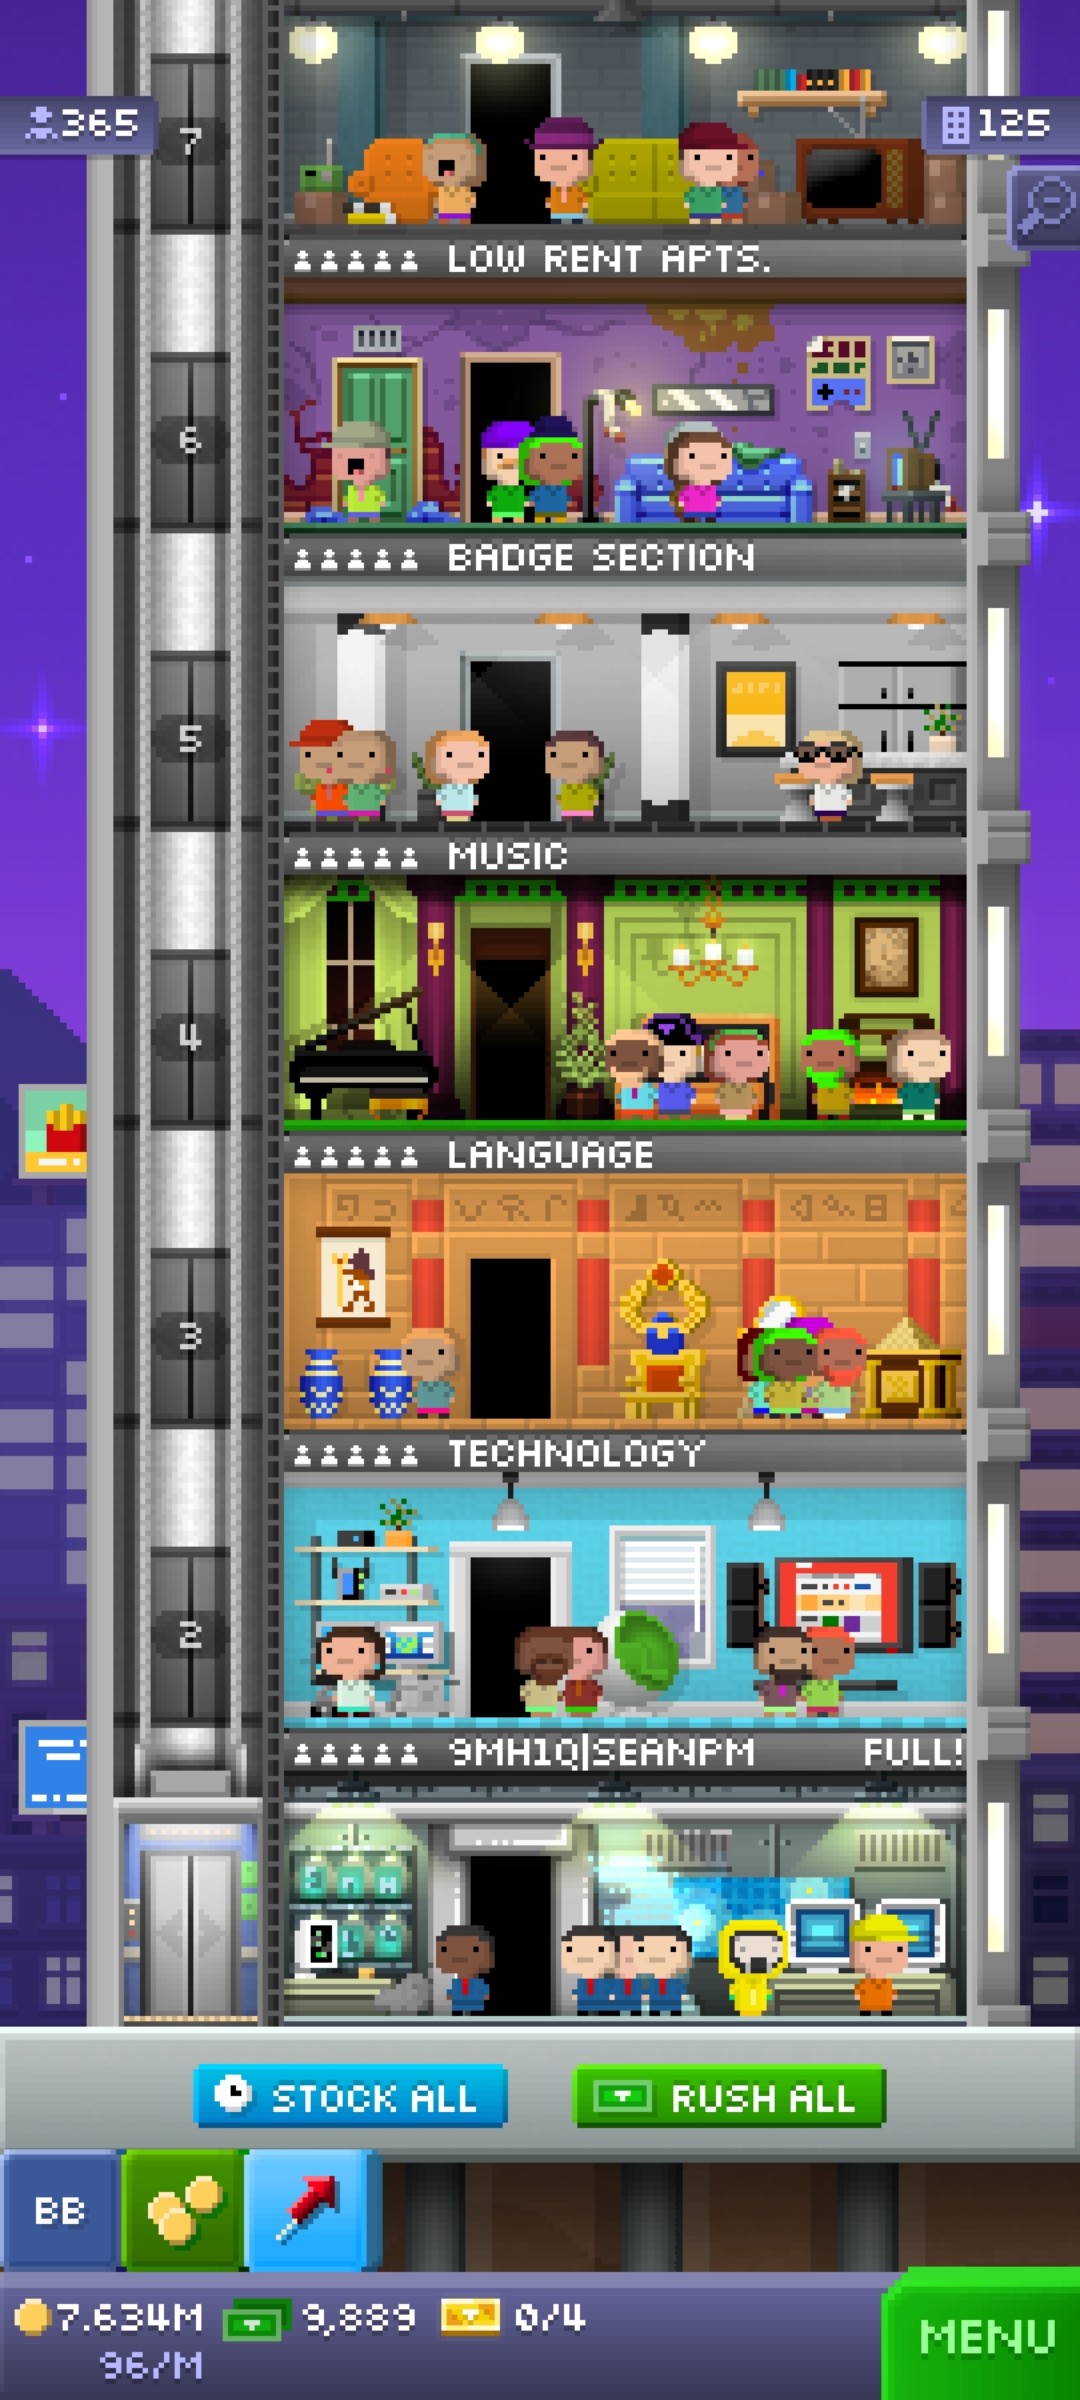 365
125
7
LOW RENT APTS.
6
BADGE SECTION
5
MUSIC
4
LANGUAGE
3
TECHNOLOGY
2
9MH1Q|SEANPM FULL!
STOCK ALL
RUSH ALL
BB
7.634M 9,889 0/4
96/M
MENU